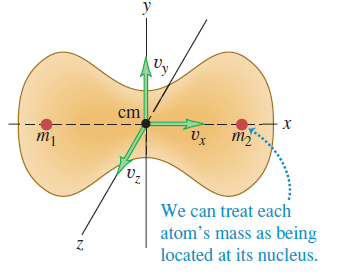 y
v_y
cm
x
m_1
v_x
m_2
v_z
z
We can treat each
atom's mass as being
located at its nucleus.